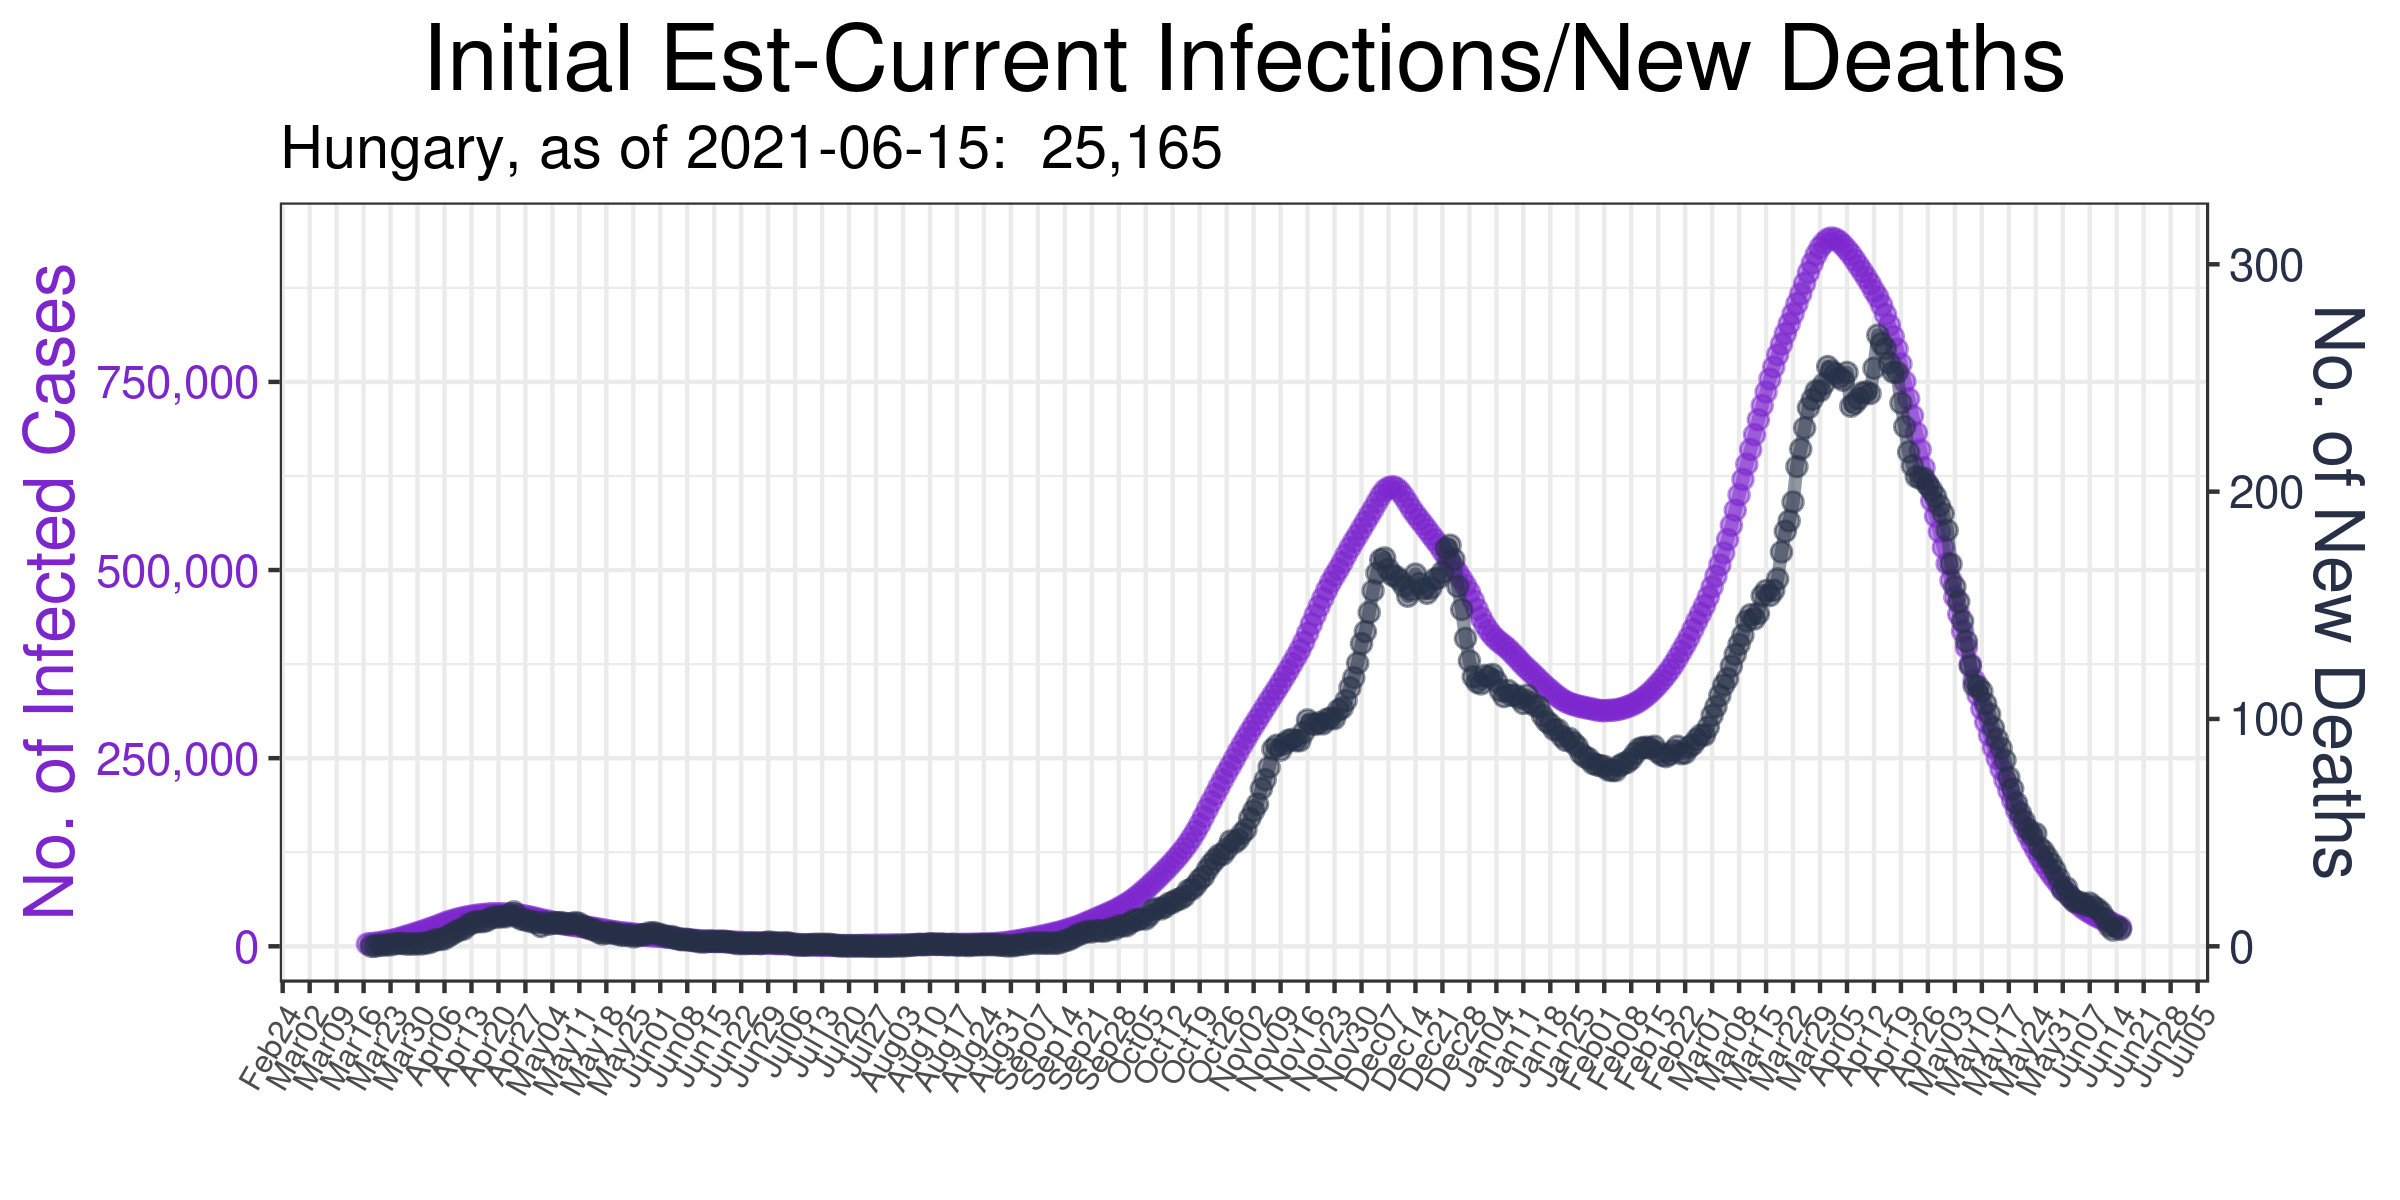 Initial Est-Current Infections/New Deaths
Hungary, as of 2021-06-15: 25,165
No. of Infected Cases
750,000
500,000
250,000
0
300
200
100
0
No. of New Deaths
Feb24
Mar02
Mar09
Mar16
Mar23
Mar30
Apr06
Apr13
Apr20
Apr27
May04
May11
May18
May25
Jun01
Jun08
Jun15
Jun22
Jun29
Jul06
Jul13
Jul20
Jul27
Aug03
Aug10
Aug17
Aug24
Aug31
Sep07
Sep14
Sep21
Sep28
Oct05
Oct12
Oct19
Oct26
Nov02
Nov09
Nov16
Nov23
Nov30
Dec07
Dec14
Dec21
Dec28
Jan04
Jan11
Jan18
Jan25
Feb01
Feb08
Feb15
Feb22
Mar01
Mar08
Mar15
Mar22
Mar29
Apr05
Apr12
Apr19
Apr26
May03
May10
May17
May24
May31
Jun07
Jun14
Jun21
Jun28
Jul05